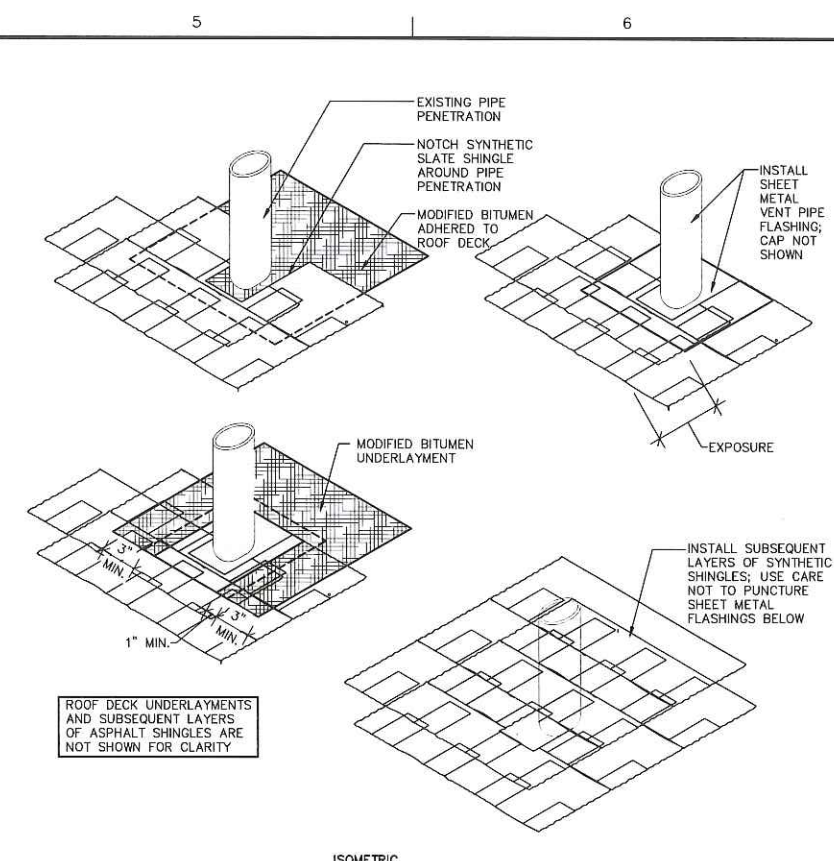 5
6
EXISTING PIPE
PENETRATION
NOTCH SYNTHETIC
SLATE SHINGLE
AROUND PIPE
PENETRATION
MODIFIED BITUMEN
ADHERED TO
ROOF DECK
INSTALL
SHEET
METAL
VENT PIPE
FLASHING;
CAP NOT
SHOWN
EXPOSURE
MODIFIED BITUMEN
UNDERLAYMENT
3"
MIN.
3"
MIN.
1" MIN.
INSTALL SUBSEQUENT
LAYERS OF SYNTHETIC
SHINGLES; USE CARE
NOT TO PUNCTURE
SHEET METAL
FLASHINGS BELOW
ROOF DECK UNDERLAYMENTS
AND SUBSEQUENT LAYERS
OF ASPHALT SHINGLES ARE
NOT SHOWN FOR CLARITY
ISOMETRIC